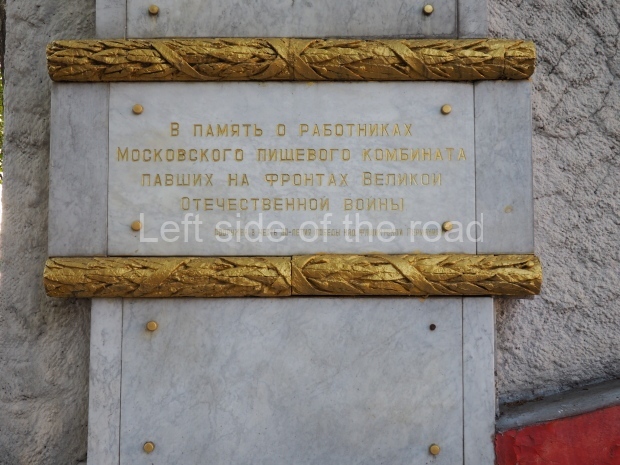 В ПАМЯТЬ О РАБОТНИКАХ
МОСКОВСКОГО ПИЩЕВОГО КОМБИНАТА
ПАВШИХ НА ФРОНТАХ ВЕЛИКОЙ
ОТЕЧЕСТВЕННОЙ ВОЙНЫ
Left side of the road